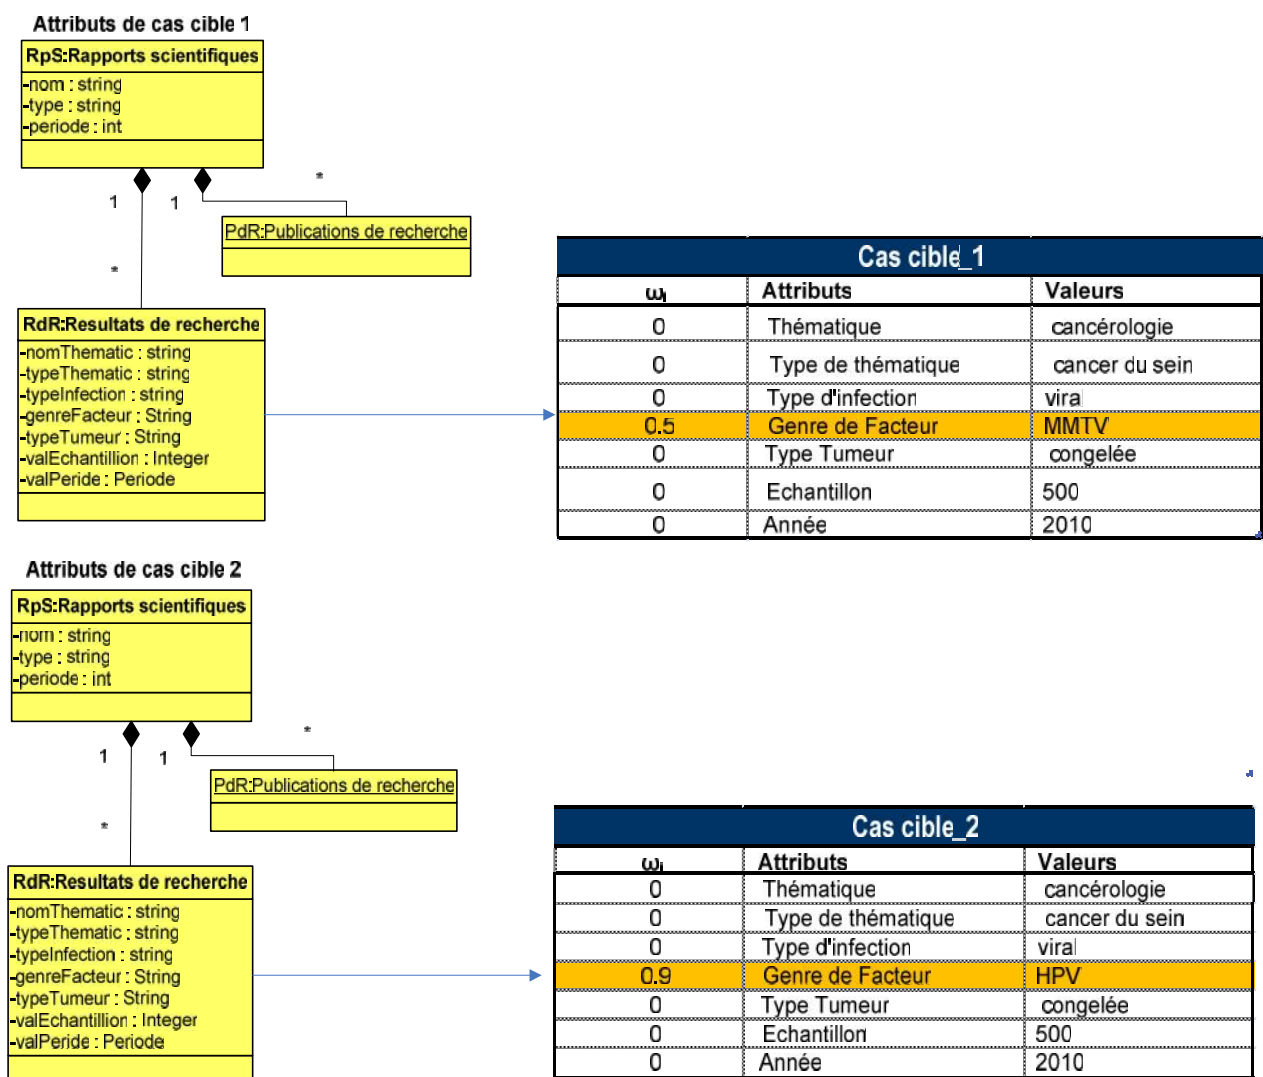 Attributs de cas cible 1
RpS:Rapports scientifiques
-nom : string
-type : string
-periode : int
1 1 *
PdR:Publications de recherche
*
RdR:Resultats de recherche
-nomThematic : string
-typeThematic : string
-typeInfection : string
-genreFacteur : String
-typeTumeur : String
-valEchantillion : Integer
-valPeride : Periode
Cas cible_1
ωi Attributs Valeurs
0 Thématique cancérologie
0 Type de thématique cancer du sein
0 Type d'infection viral
0.5 Genre de Facteur MMTV
0 Type Tumeur congelée
0 Echantillon 500
0 Année 2010
Attributs de cas cible 2
RpS:Rapports scientifiques
-nom : string
-type : string
-periode : int
1 1 *
PdR:Publications de recherche
*
RdR:Resultats de recherche
-nomThematic : string
-typeThematic : string
-typeInfection : string
-genreFacteur : String
-typeTumeur : String
-valEchantillion : Integer
-valPeride : Periode
Cas cible_2
ωi Attributs Valeurs
0 Thématique cancérologie
0 Type de thématique cancer du sein
0 Type d'infection viral
0.9 Genre de Facteur HPV
0 Type Tumeur congelée
0 Echantillon 500
0 Année 2010